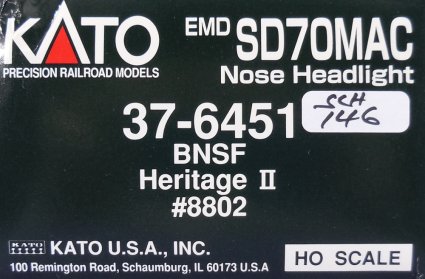 KATO
PRECISION RAILROAD MODELS
EMD SD70MAC
Nose Headlight
37-6451
SCH
146
BNSF
Heritage II
#8802
KATO KATO U.S.A., INC.
100 Remington Road, Schaumburg, IL 60173 U.S.A
HO SCALE